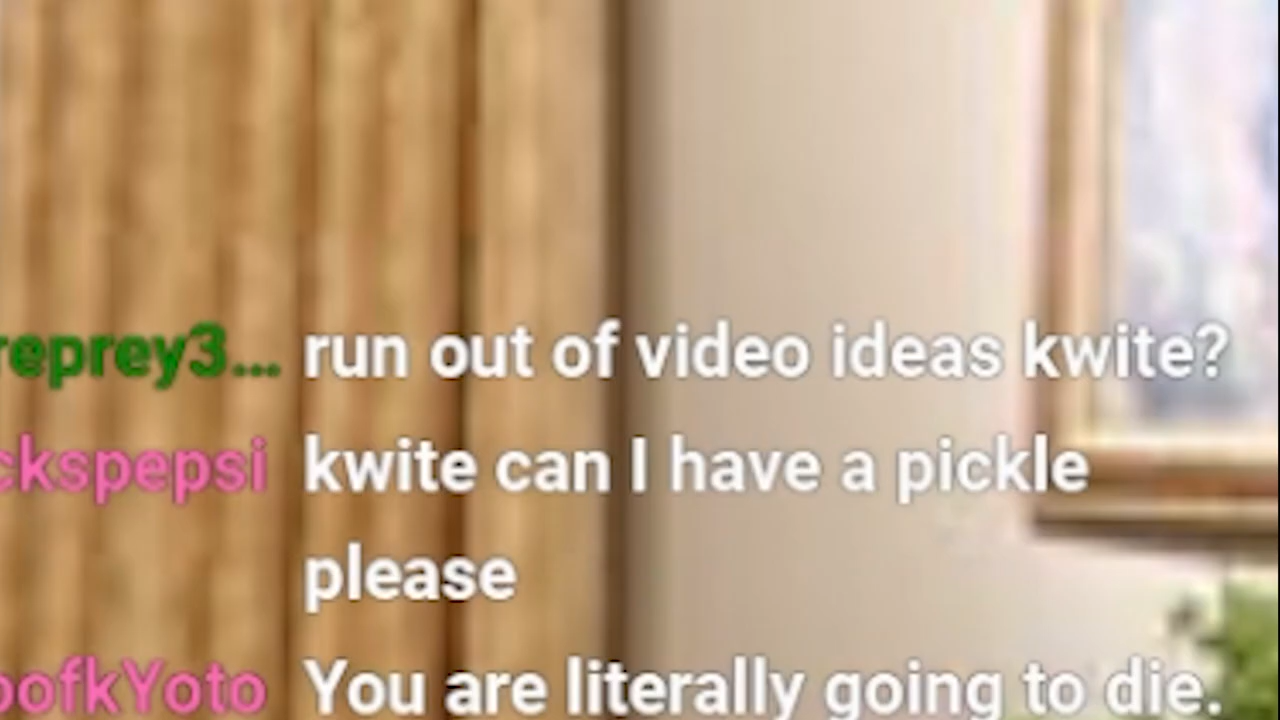 reprey3... run out of video ideas kwite?
ckspepsi kwite can I have a pickle
please
oofkYoto You are literally going to die.